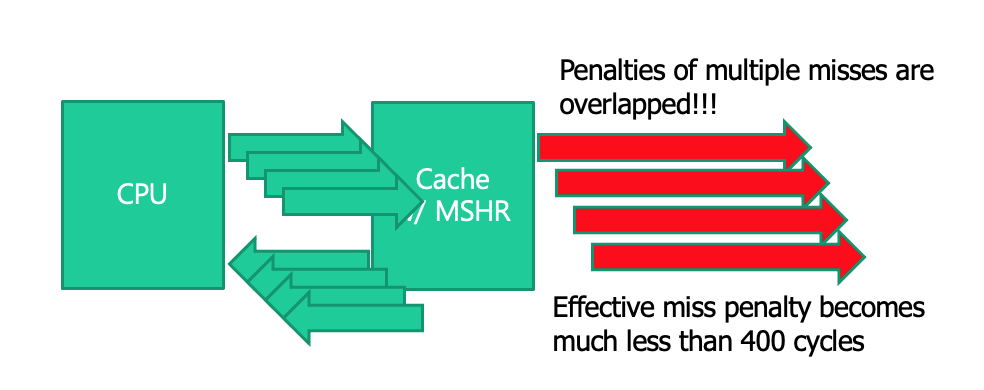 Penalties of multiple misses are
overlapped!!!
CPU
Cache
/ MSHR
Effective miss penalty becomes
much less than 400 cycles